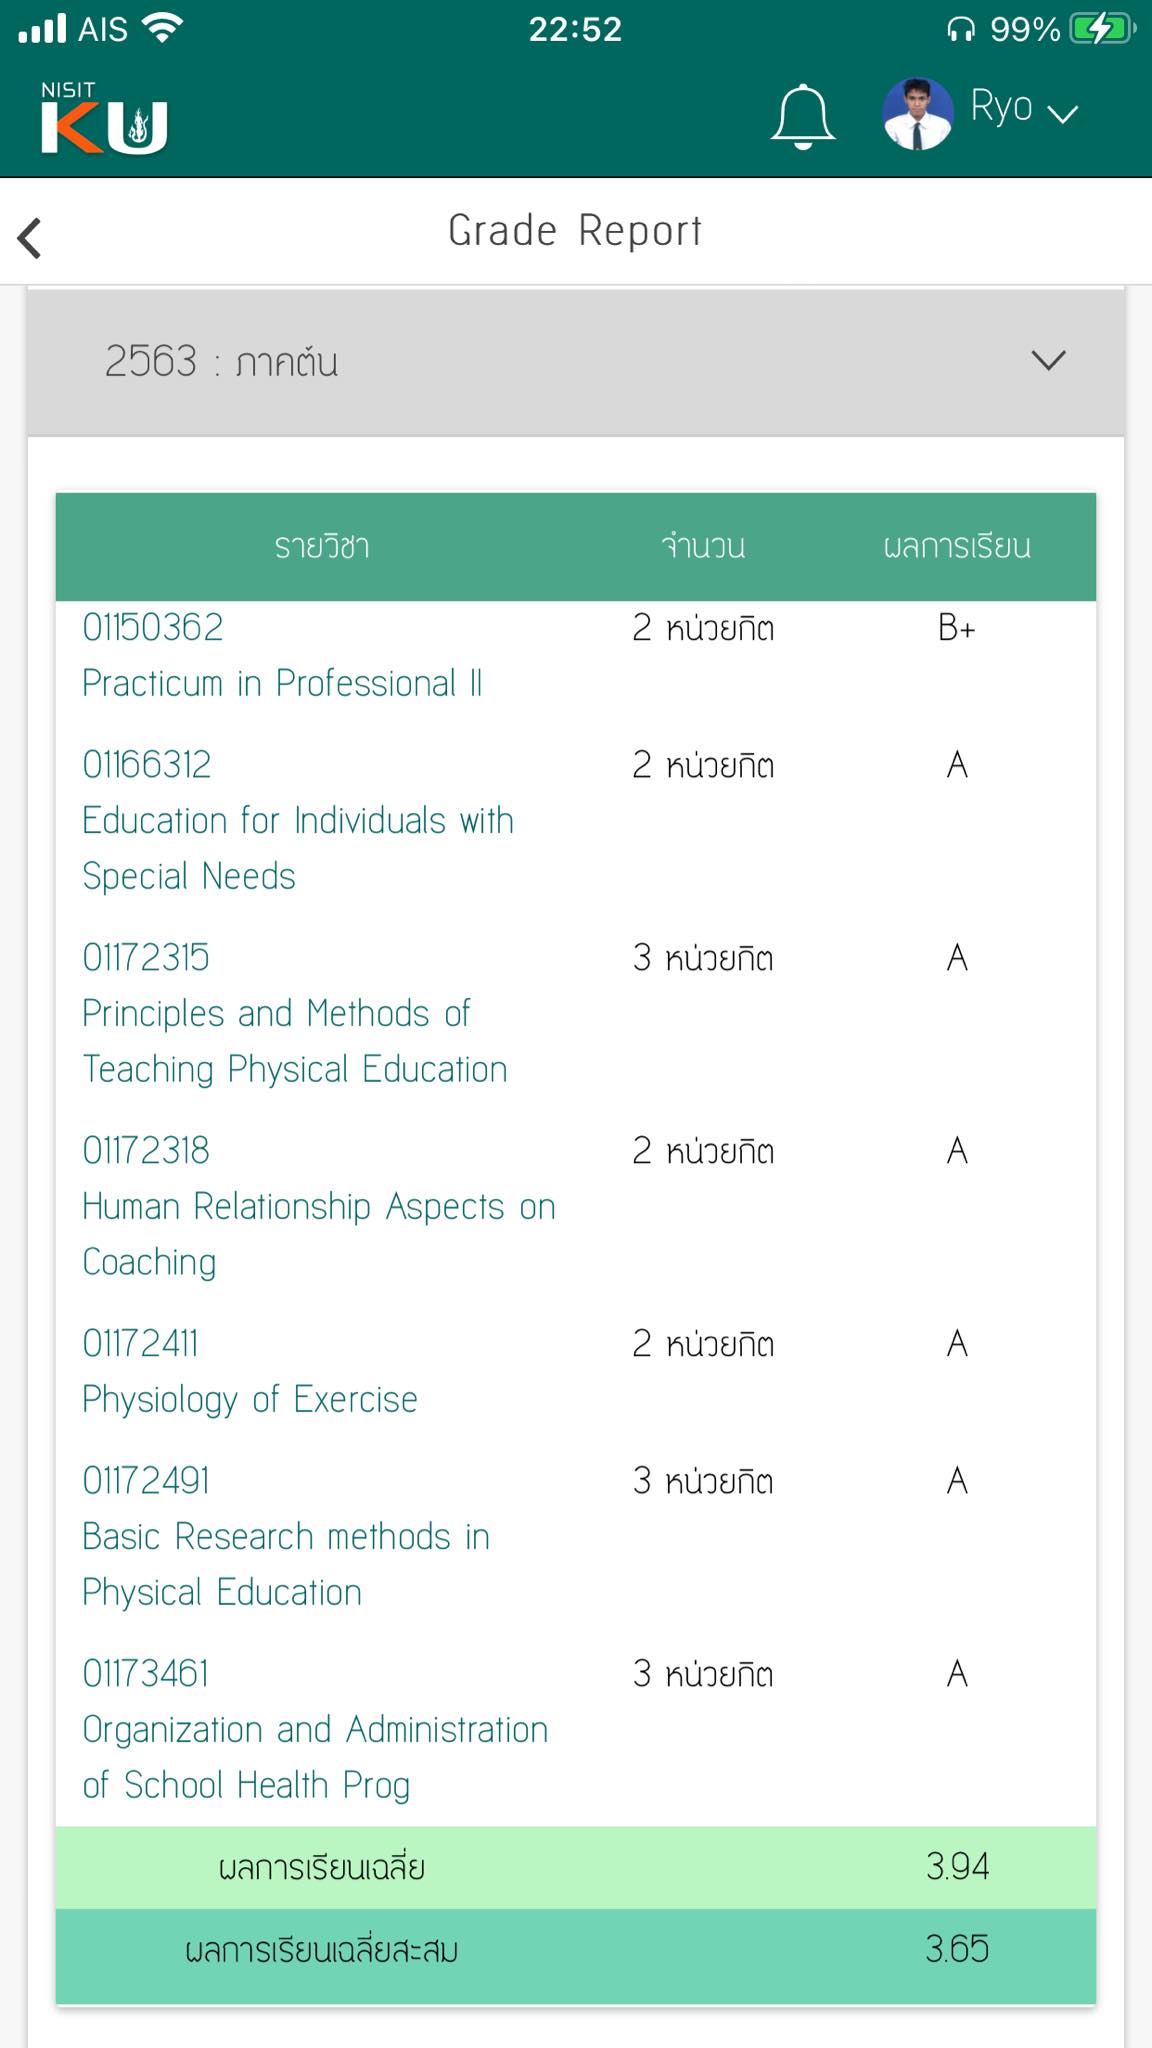 AIS
22:52
99%
NISIT
KU
Ryo
Grade Report
2563 : ภาคต้น
รายวิชา จำนวน ผลการเรียน
01150362 2 หน่วยกิต B+
Practicum in Professional II
01166312 2 หน่วยกิต A
Education for Individuals with
Special Needs
01172315 3 หน่วยกิต A
Principles and Methods of
Teaching Physical Education
01172318 2 หน่วยกิต A
Human Relationship Aspects on
Coaching
01172411 2 หน่วยกิต A
Physiology of Exercise
01172491 3 หน่วยกิต A
Basic Research methods in
Physical Education
01173461 3 หน่วยกิต A
Organization and Administration
of School Health Prog
ผลการเรียนเฉลี่ย 3.94
ผลการเรียนเฉลี่ยสะสม 3.65